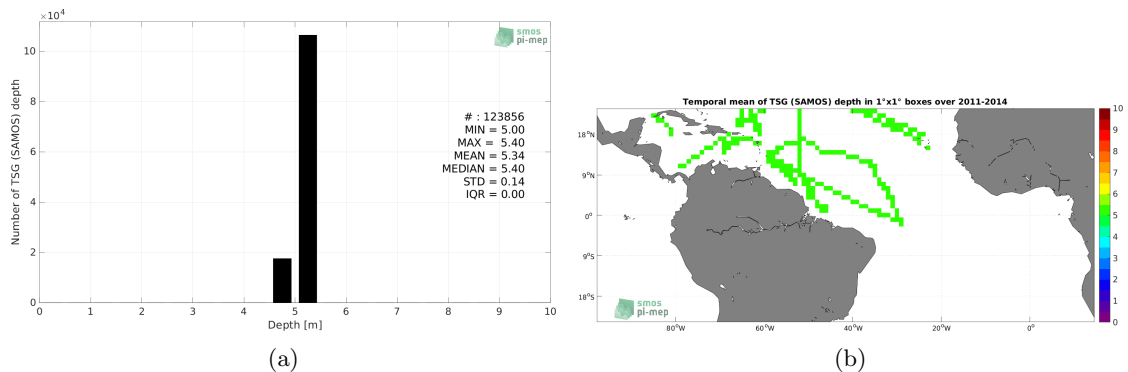 ×10⁴
10
8
6
4
2
0
Number of TSG (SAMOS) depth
smos
pi-mep
# : 123856
MIN = 5.00
MAX = 5.40
MEAN = 5.34
MEDIAN = 5.40
STD = 0.14
IQR = 0.00
0 1 2 3 4 5 6 7 8 9 10
Depth [m]
(a)
Temporal mean of TSG (SAMOS) depth in 1°x1° boxes over 2011-2014
18°N
9°N
0°
9°S
18°S
smos
pi-mep
80°W 60°W 40°W 20°W 0°
10
9
8
7
6
5
4
3
2
1
0
(b)